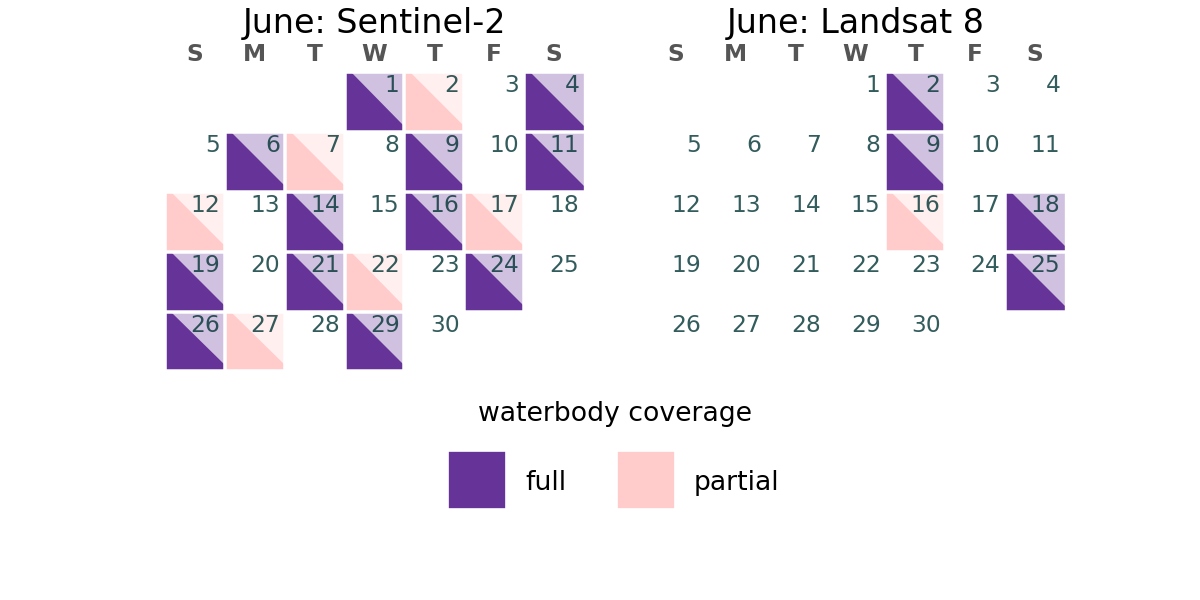 June: Sentinel-2
S M T W T F S
1 2 3 4
5 6 7 8 9 10 11
12 13 14 15 16 17 18
19 20 21 22 23 24 25
26 27 28 29 30
June: Landsat 8
S M T W T F S
1 2 3 4
5 6 7 8 9 10 11
12 13 14 15 16 17 18
19 20 21 22 23 24 25
26 27 28 29 30
waterbody coverage
full
partial